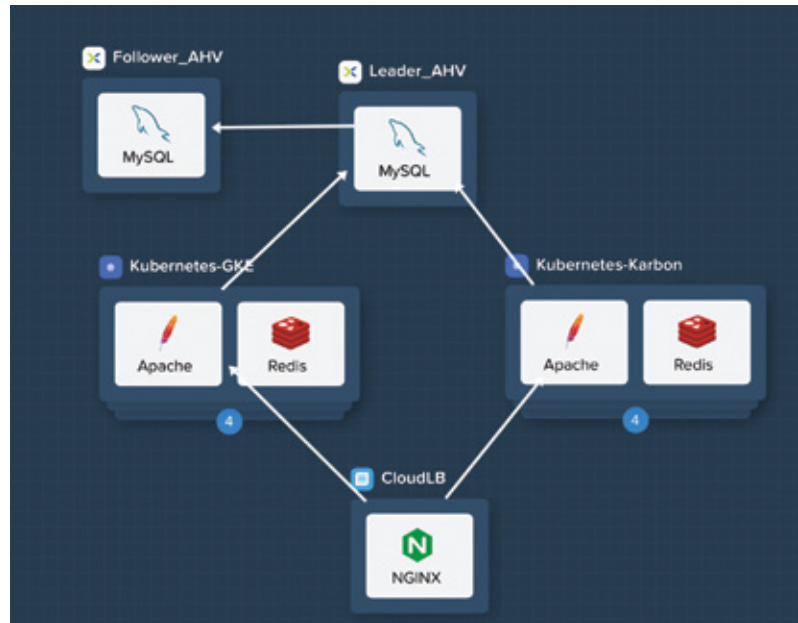 Follower_AHV
Leader_AHV
MySQL
MySQL
Kubernetes-GKE
Kubernetes-Karbon
Apache
Redis
Apache
Redis
4
4
CloudLB
N
NGINX